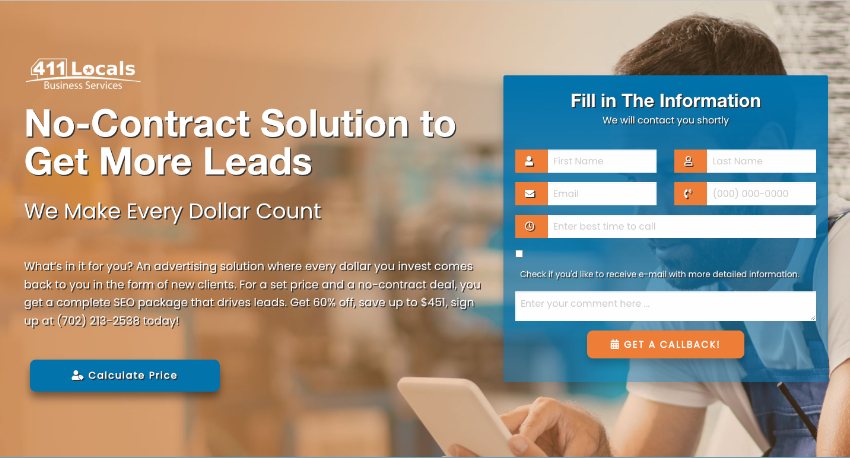 411 Locals
Business Services
No-Contract Solution to
Get More Leads
We Make Every Dollar Count
What's in it for you? An advertising solution where every dollar you invest comes
back to you in the form of new clients. For a set price and a no-contract deal, you
get a complete SEO package that drives leads. Get 60% off, save up to $451, sign
up at (702) 213-2538 today!
Calculate Price
Fill in The Information
We will contact you shortly
First Name
Last Name
Email
(000) 000-0000
Enter best time to call
Check if you'd like to receive e-mail with more detailed information.
Enter your comment here ...
GET A CALLBACK!